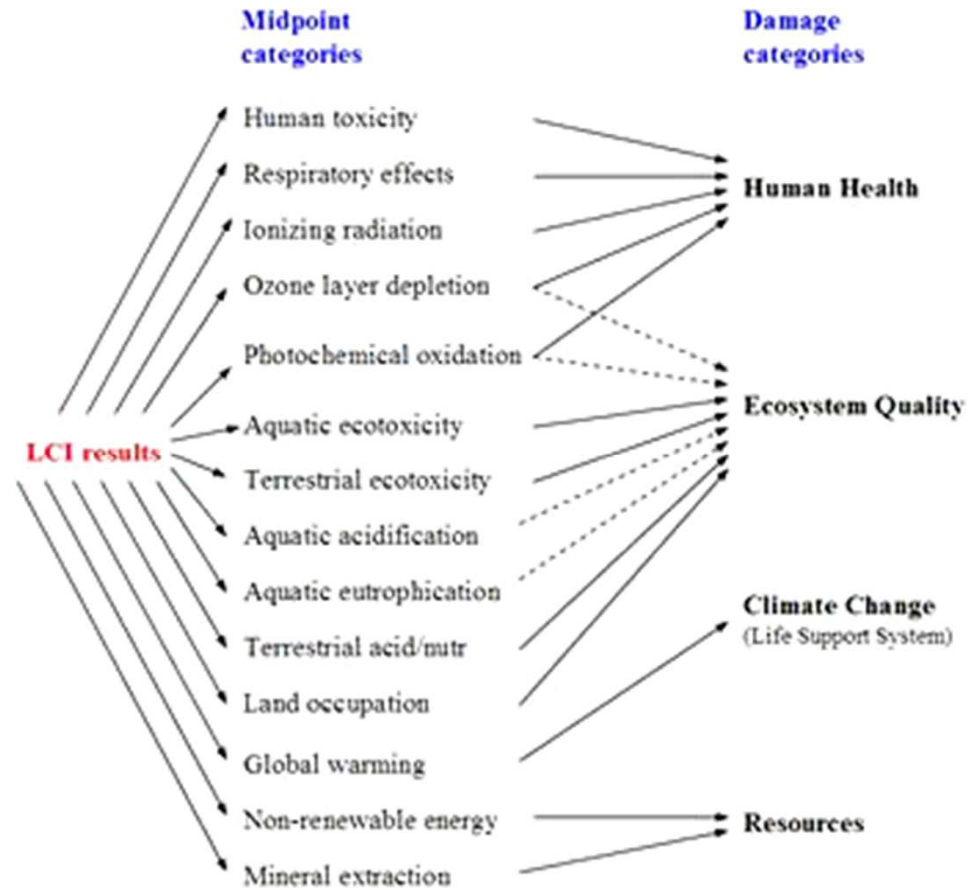 Midpoint
categories
Damage
categories
Human toxicity
Respiratory effects
Human Health
Ionizing radiation
Ozone layer depletion
Photochemical oxidation
Ecosystem Quality
Aquatic ecotoxicity
LCI results
Terrestrial ecotoxicity
Aquatic acidification
Aquatic eutrophication
Climate Change
(Life Support System)
Terrestrial acid/nutr
Land occupation
Global warming
Non-renewable energy
Resources
Mineral extraction